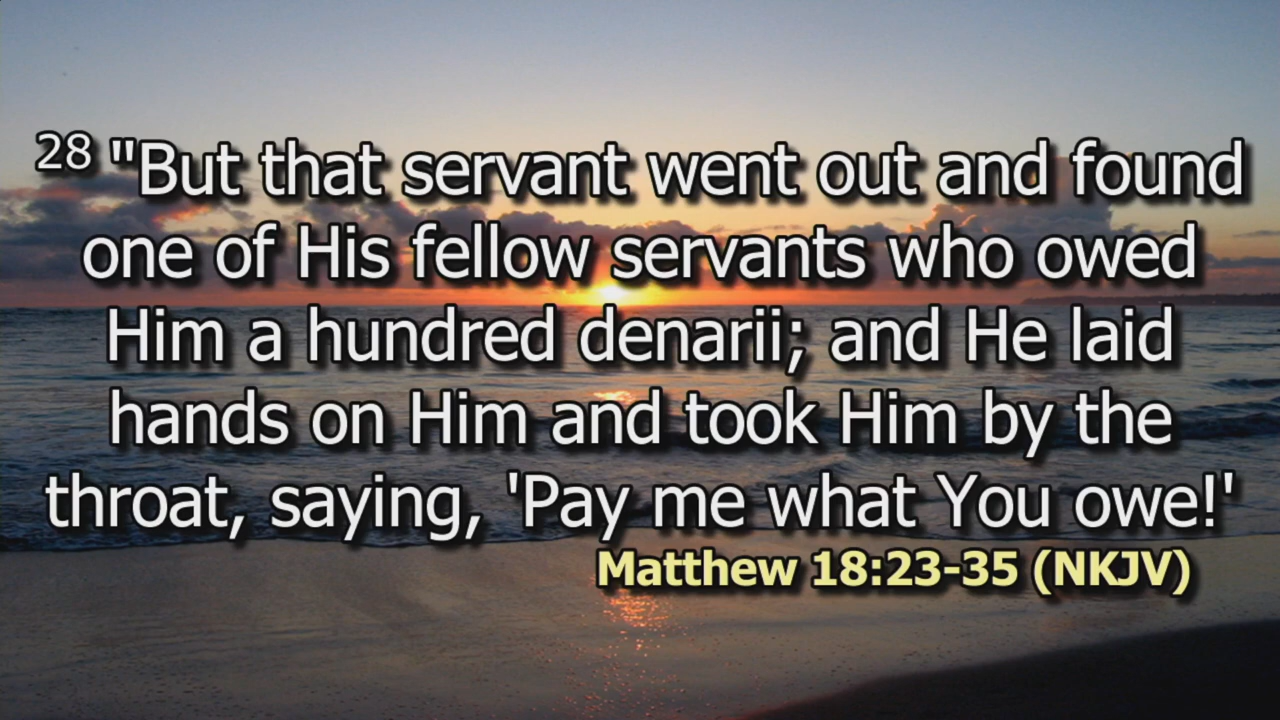 28 "But that servant went out and found
one of His fellow servants who owed
Him a hundred denarii; and He laid
hands on Him and took Him by the
throat, saying, 'Pay me what You owe!'
Matthew 18:23-35 (NKJV)